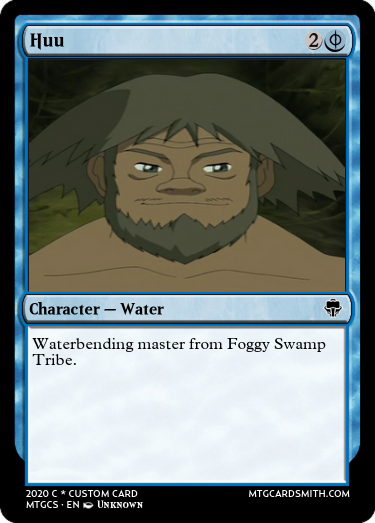 Huu 2
Character — Water
Waterbending master from Foggy Swamp
Tribe.
2020 C * CUSTOM CARD
MTGCARDSMITH.COM
MTGCS · EN UNKNOWN